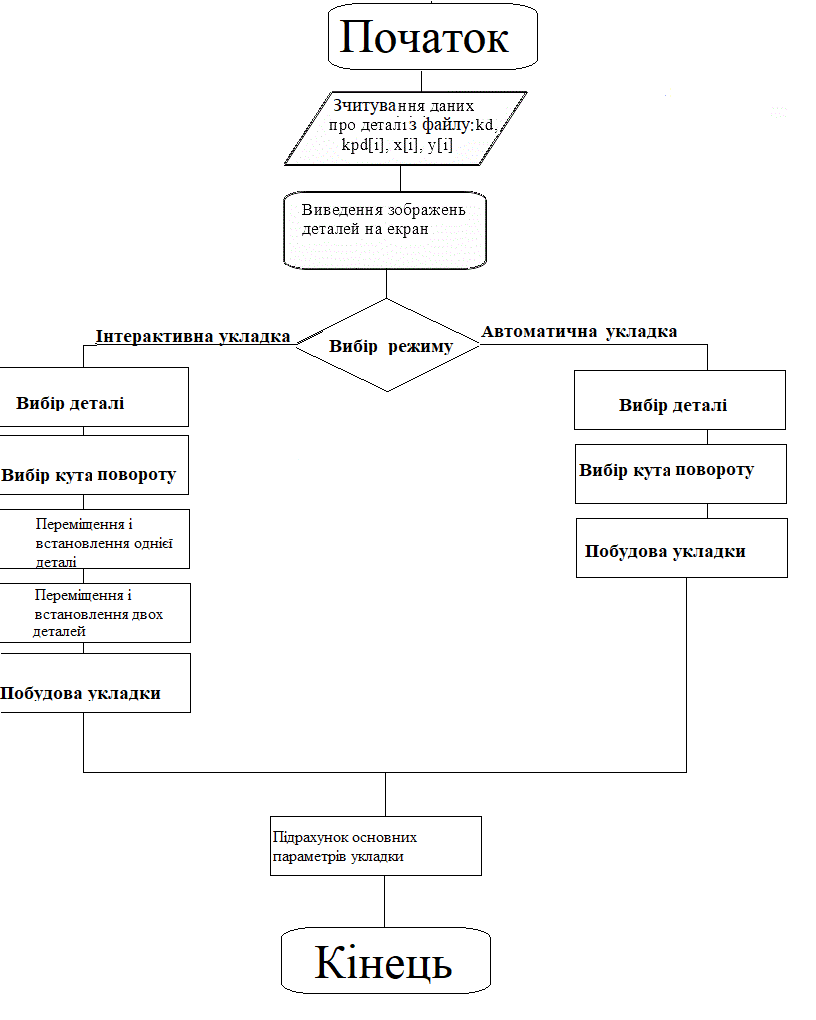 Початок
Зчитування даних
про деталі з файлу:kd,
kpd[i], x[i], y[i]
Виведення зображень
деталей на екран
Інтерактивна укладка
Вибір режиму
Автоматична укладка
Вибір деталі
Вибір кута повороту
Переміщення і
встановлення однієї
деталі
Переміщення і
встановлення двох
деталей
Побудова укладки
Вибір деталі
Вибір кута повороту
Побудова укладки
Підрахунок основних
параметрів укладки
Кінець